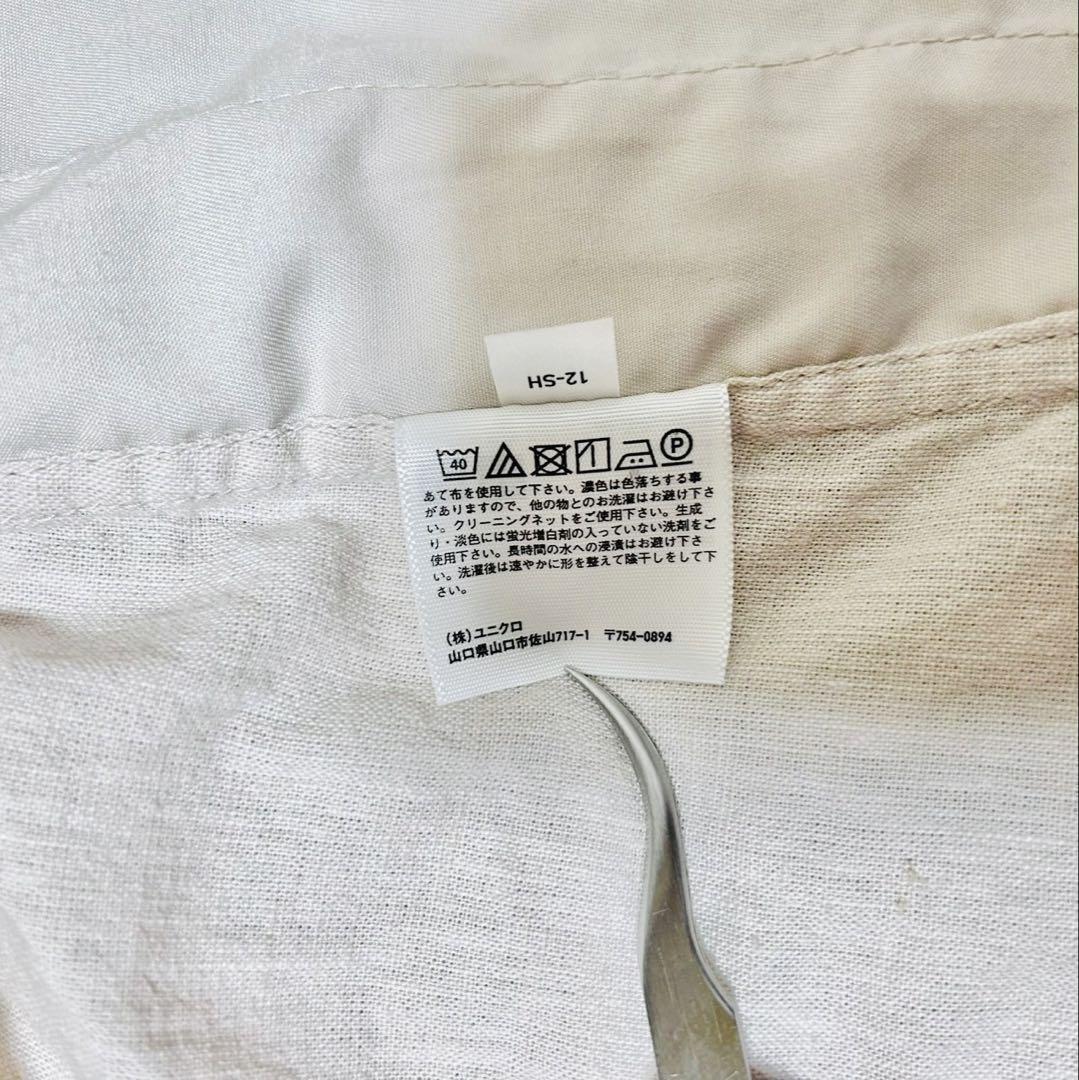 12-SH
40
P
あて布を使用して下さい。濃色は色落ちする事
がありますので、他の物とのお洗濯はお避け下さ
い。クリーニングネットをご使用下さい。生成
り・淡色には蛍光増白剤の入っていない洗剤をご
使用下さい。長時間の水への浸漬はお避け下さ
い。洗濯後は速やかに形を整えて陰干しをして下
さい。
(株)ユニクロ
山口県山口市佐山717-1 〒754-0894